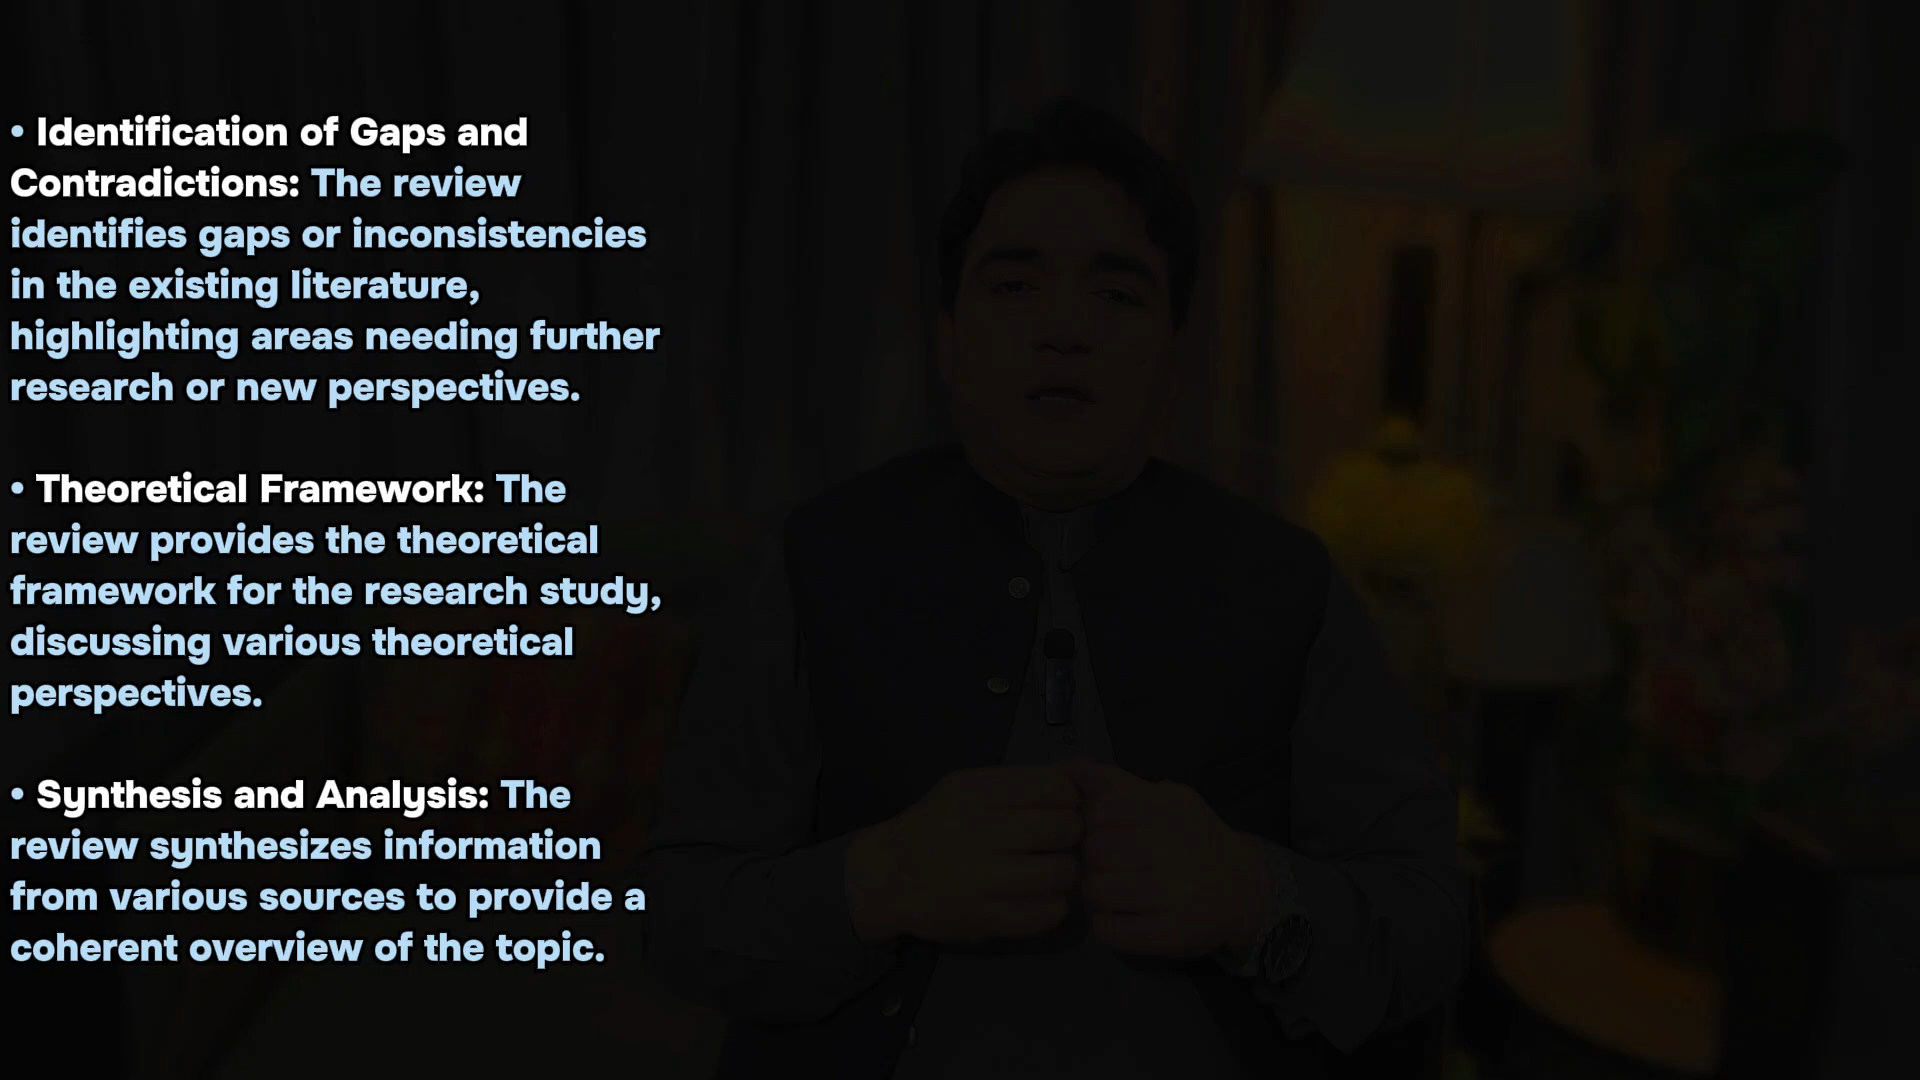 • Identification of Gaps and
Contradictions: The review
identifies gaps or inconsistencies
in the existing literature,
highlighting areas needing further
research or new perspectives.
• Theoretical Framework: The
review provides the theoretical
framework for the research study,
discussing various theoretical
perspectives.
• Synthesis and Analysis: The
review synthesizes information
from various sources to provide a
coherent overview of the topic.